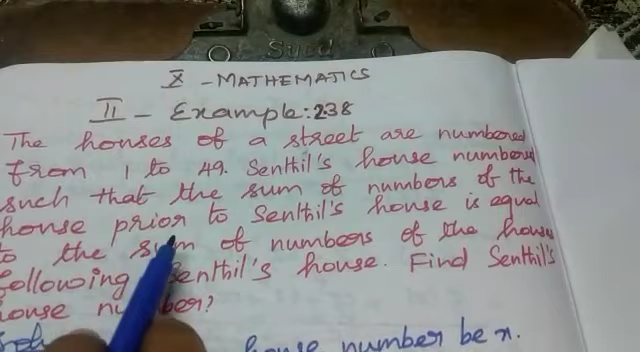 Syed
X - MATHEMATICS
II - Example: 2.38
The houses of a street are numbered
from 1 to 49. Senthil's house numbered
such that the sum of numbers of the
house prior to Senthil's house is equal
to the sum of numbers of the houses
following Senthil's house. Find Senthil's
house number?
house number be x.